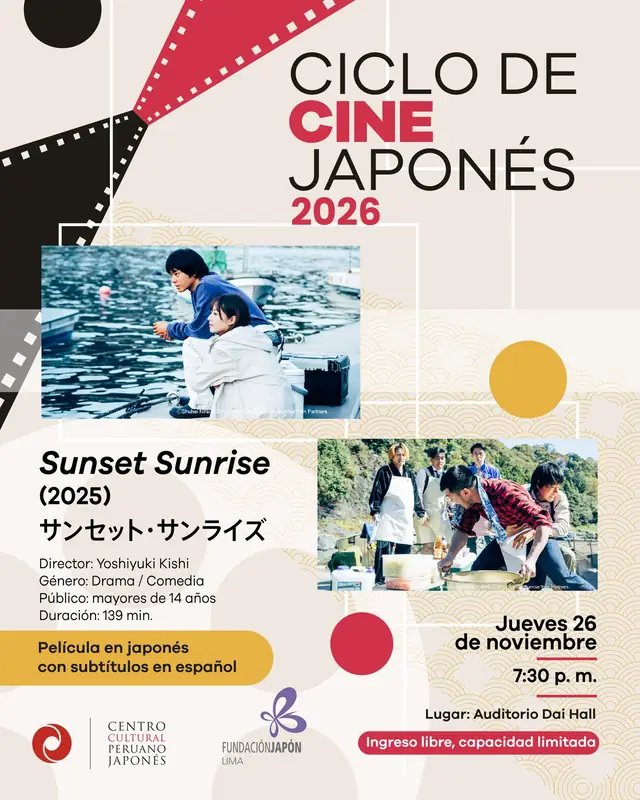 CICLO DE
CINE
JAPONÉS
2026
Sunset Sunrise
(2025)
サンセット・サンライズ
Director: Yoshiyuki Kishi
Género: Drama / Comedia
Público: mayores de 14 años
Duración: 139 min.
Película en japonés
con subtítulos en español
Jueves 26
de noviembre
7:30 p. m.
Lugar: Auditorio Dai Hall
Ingreso libre, capacidad limitada
CENTRO
CULTURAL
PERUANO
JAPONÉS
FUNDACIÓNJAPÓN
LIMA